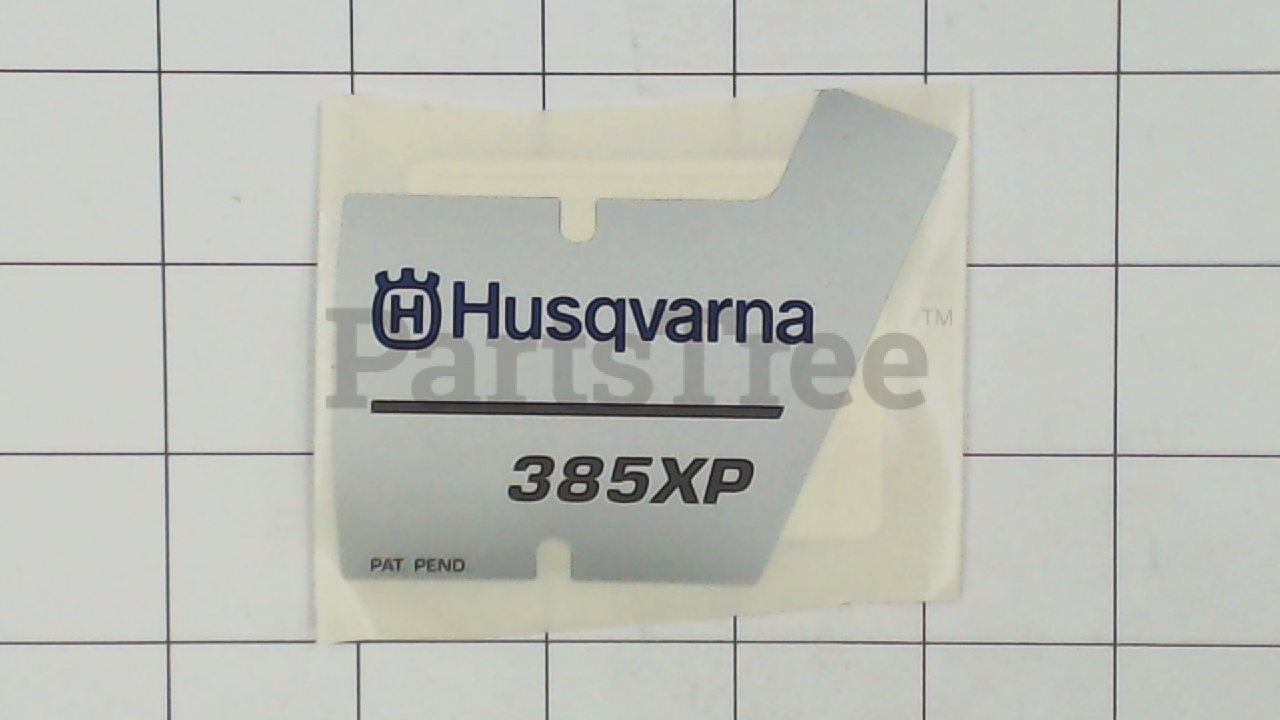 H Husqvarna
PartsTree™
385XP
PAT PEND